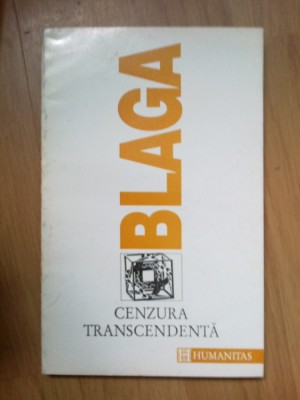 BLAGA
CENZURA
TRANSCENDENTĂ
HUMANITAS